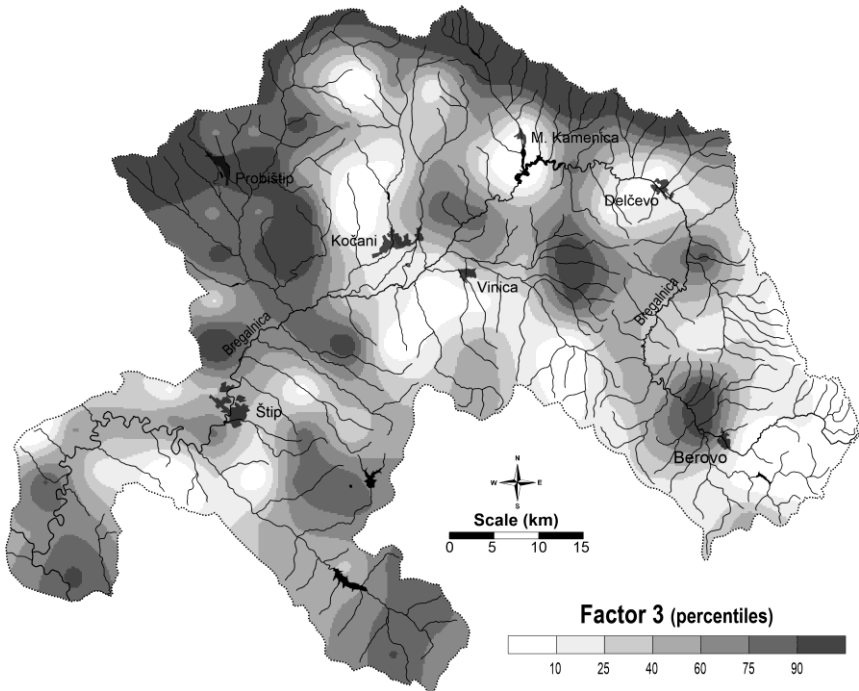 M. Kamenica
Probištip
Delčevo
Kočani
Vinica
Bregalnica
Bregalnica
Štip
Berovo
N
W E
S
Scale (km)
0 5 10 15
Factor 3 (percentiles)
10 25 40 60 75 90